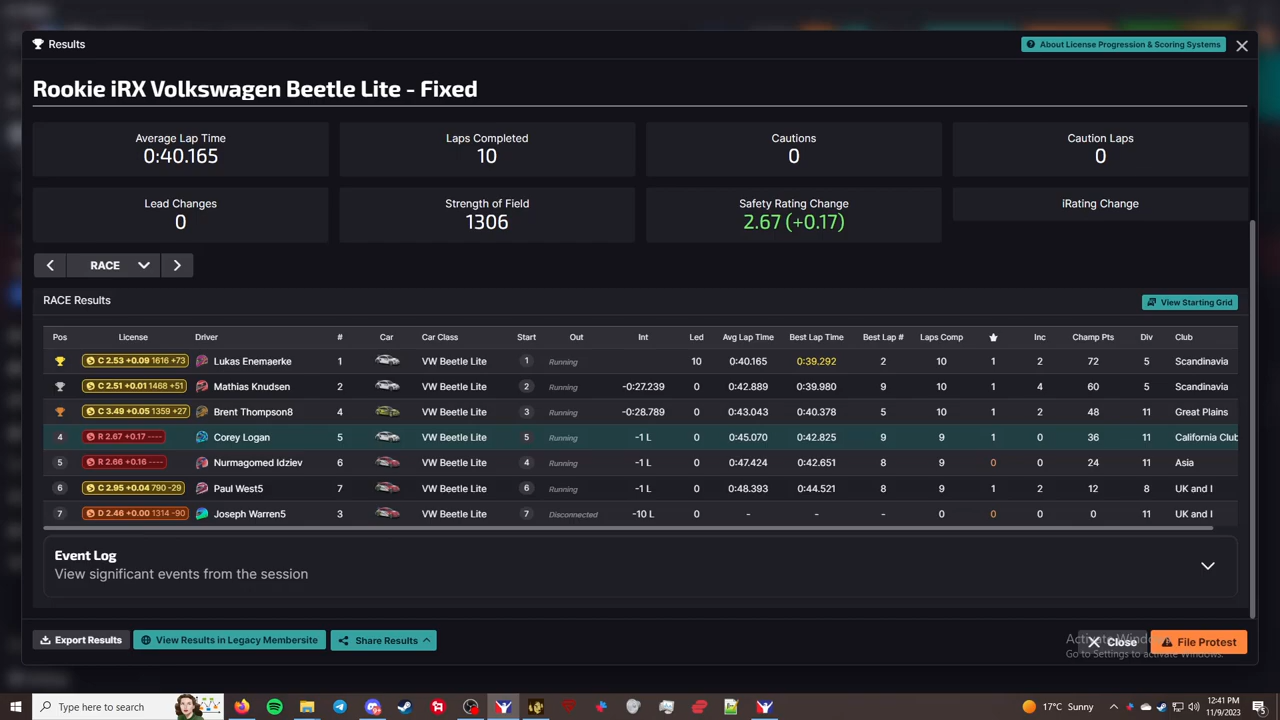 Results
About License Progression & Scoring Systems
Rookie iRX Volkswagen Beetle Lite - Fixed
Average Lap Time Laps Completed Cautions Caution Laps
0:40.165 10 0 0
Lead Changes Strength of Field Safety Rating Change iRating Change
0 1306 2.67 (+0.17)
RACE
RACE Results
View Starting Grid
Pos License Driver # Car Car Class Start Out Int Led Avg Lap Time Best Lap Time Best Lap # Laps Comp Inc Champ Pts Div Club
C 2.53 +0.09 1616 +73 Lukas Enemaerke 1 VW Beetle Lite 1 Running 10 0:40.165 0:39.292 2 10 1 2 72 5 Scandinavia
C 2.51 +0.01 1468 +51 Mathias Knudsen 2 VW Beetle Lite 2 Running -0:27.239 0 0:42.889 0:39.980 9 10 1 4 60 5 Scandinavia
C 3.49 +0.05 1359 +27 Brent Thompson8 4 VW Beetle Lite 3 Running -0:28.789 0 0:43.043 0:40.378 5 10 1 2 48 11 Great Plains
4 R 2.67 +0.17 ---- Corey Logan 5 VW Beetle Lite 5 Running -1 L 0 0:45.070 0:42.825 9 9 1 0 36 11 California Club
5 R 2.66 +0.16 ---- Nurmagomed Idziev 6 VW Beetle Lite 4 Running -1 L 0 0:47.424 0:42.651 8 9 0 0 24 11 Asia
6 C 2.95 +0.04 790 -29 Paul West5 7 VW Beetle Lite 6 Running -1 L 0 0:48.393 0:44.521 8 9 1 2 12 8 UK and I
7 D 2.46 +0.00 1314 -90 Joseph Warren5 3 VW Beetle Lite 7 Disconnected -10 L 0 - - - 0 0 0 0 11 UK and I
Event Log
View significant events from the session
Export Results View Results in Legacy Membersite Share Results
Close File Protest
Go to Settings to activate Windows.
Type here to search
17°C Sunny
12:41 PM
11/9/2023
5